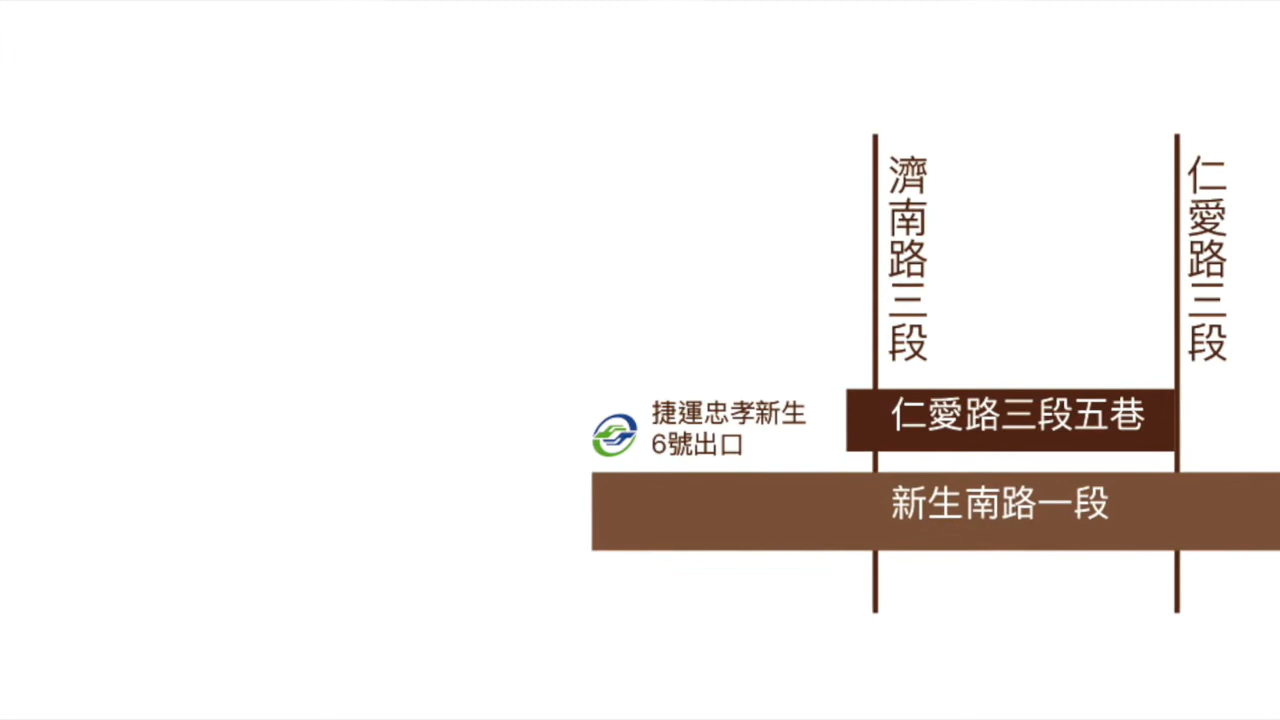 濟南路三段
仁愛路三段
捷運忠孝新生
6號出口
仁愛路三段五巷
新生南路一段